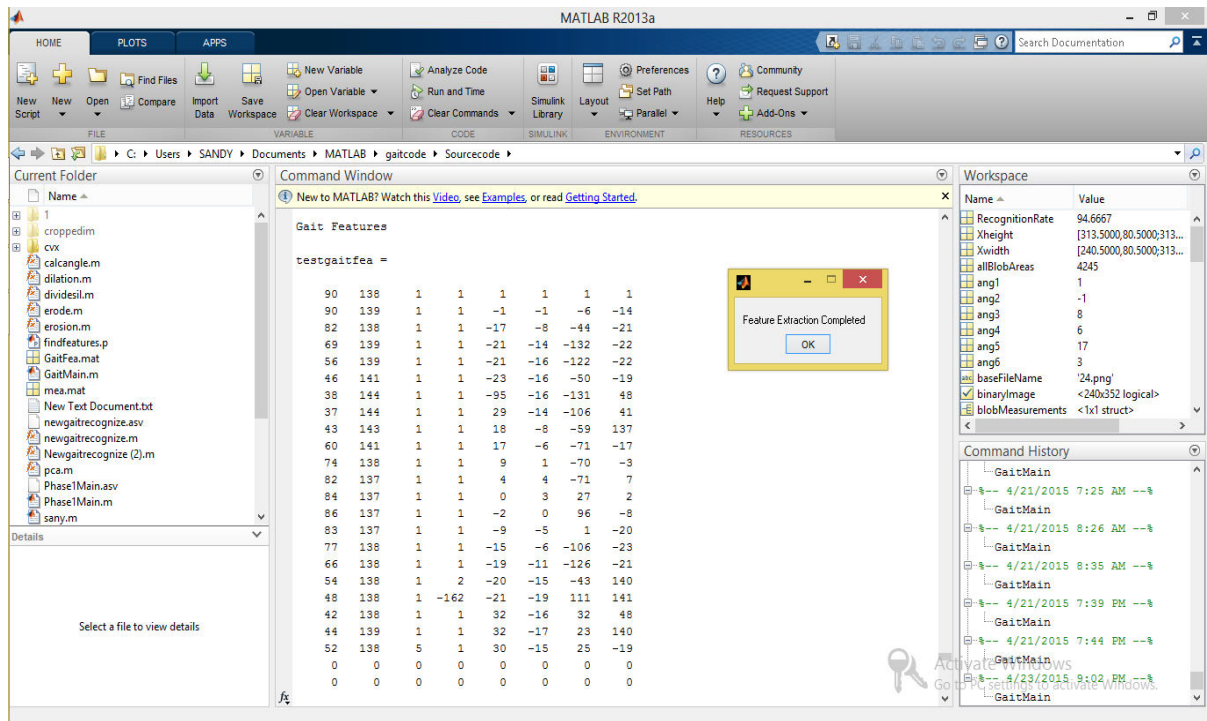 MATLAB R2013a
HOME PLOTS APPS
Search Documentation
New Script
New
Open
Find Files
Compare
FILE
Import Data
Save Workspace
New Variable
Open Variable
Clear Workspace
VARIABLE
Analyze Code
Run and Time
Clear Commands
CODE
Simulink Library
SIMULINK
Layout
Preferences
Set Path
Parallel
ENVIRONMENT
Help
Community
Request Support
Add-Ons
RESOURCES
C: Users SANDY Documents MATLAB gaitcode Sourcecode
Current Folder
Name
1
croppedim
cvx
calcangle.m
dilation.m
dividesil.m
erode.m
erosion.m
findfeatures.p
GaitFea.mat
GaitMain.m
mea.mat
New Text Document.txt
newgaitrecognize.asv
newgaitrecognize.m
Newgaitrecognize (2).m
pca.m
Phase1Main.asv
Phase1Main.m
sany.m
Details
Select a file to view details
Command Window
New to MATLAB? Watch this Video, see Examples, or read Getting Started.
Gait Features
testgaitfea =
90 138 1 1 1 1 1 1
90 139 1 1 -1 -1 -6 -14
82 138 1 1 -17 -8 -44 -21
69 139 1 1 -21 -14 -132 -22
56 139 1 1 -21 -16 -122 -22
46 141 1 1 -23 -16 -50 -19
38 144 1 1 -95 -16 -131 48
37 144 1 1 29 -14 -106 41
43 143 1 1 18 -8 -59 137
60 141 1 1 17 -6 -71 -17
74 138 1 1 9 1 -70 -3
82 137 1 1 4 4 -71 7
84 137 1 1 0 3 27 2
86 137 1 1 -2 0 96 -8
83 137 1 1 -9 -5 1 -20
77 138 1 1 -15 -6 -106 -23
66 138 1 1 -19 -11 -126 -21
54 138 1 2 -20 -15 -43 140
48 138 1 -162 -21 -19 111 141
42 138 1 1 32 -16 32 48
44 139 1 1 32 -17 23 140
52 138 5 1 30 -15 25 -19
0 0 0 0 0 0 0 0
0 0 0 0 0 0 0 0
fx
Feature Extraction Completed
OK
Workspace
Name Value
RecognitionRate 94.6667
Xheight [313.5000,80.5000;313...
Xwidth [240.5000,80.5000;313...
allBlobAreas 4245
ang1 1
ang2 -1
ang3 8
ang4 6
ang5 17
ang6 3
baseFileName '24.png'
binaryImage <240x352 logical>
blobMeasurements <1x1 struct>
Command History
GaitMain
%-- 4/21/2015 7:25 AM --%
GaitMain
%-- 4/21/2015 8:26 AM --%
GaitMain
%-- 4/21/2015 8:35 AM --%
GaitMain
%-- 4/21/2015 7:39 PM --%
GaitMain
%-- 4/21/2015 7:44 PM --%
GaitMain
%-- 4/23/2015 9:02 PM --%
GaitMain
Activate Windows
Go to PC settings to activate Windows.